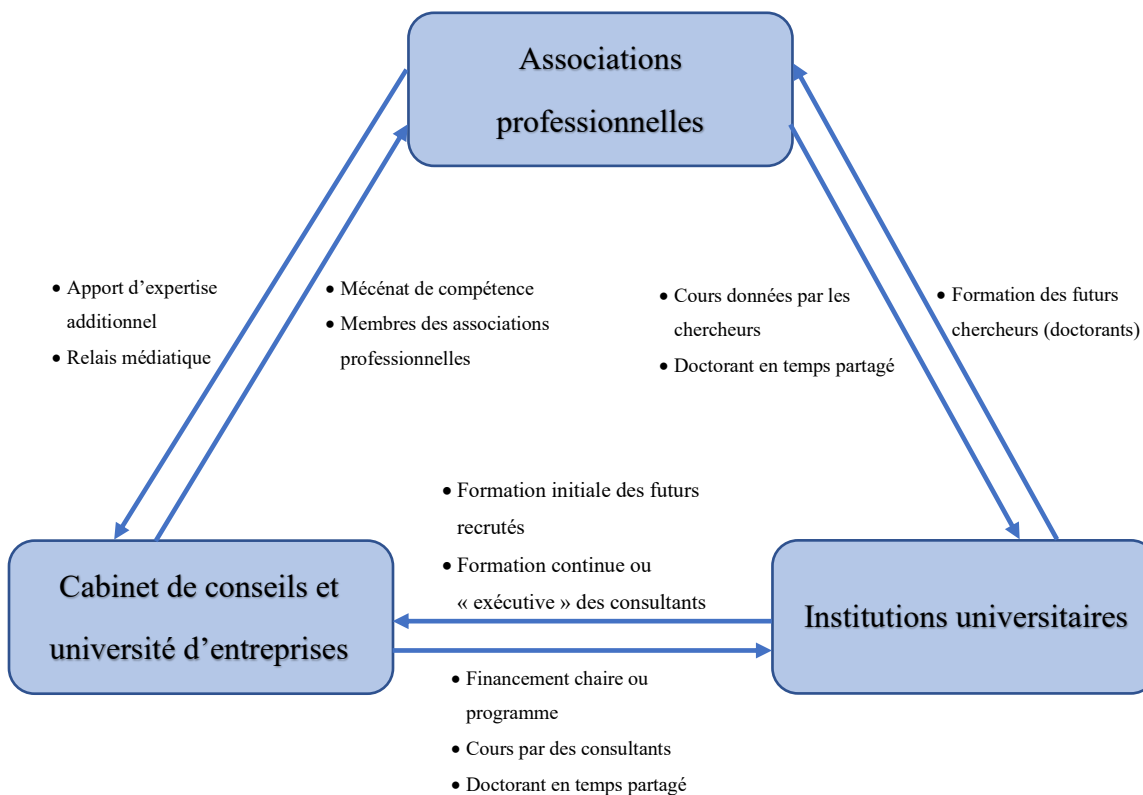 Associations
professionnelles
• Apport d’expertise
additionnel
• Relais médiatique
• Mécénat de compétence
• Membres des associations
professionnelles
• Cours données par les
chercheurs
• Doctorant en temps partagé
• Formation des futurs
chercheurs (doctorants)
• Formation initiale des futurs
recrutés
• Formation continue ou
« exécutive » des consultants
Cabinet de conseils et
université d’entreprises
Institutions universitaires
• Financement chaire ou
programme
• Cours par des consultants
• Doctorant en temps partagé